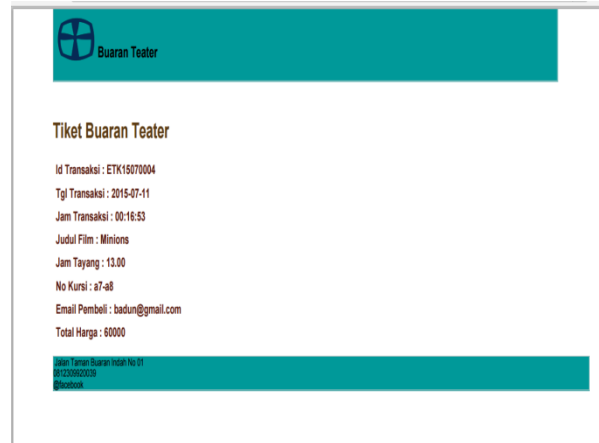 Buaran Teater
Tiket Buaran Teater
Id Transaksi : ETK15070004
Tgl Transaksi : 2015-07-11
Jam Transaksi : 00:16:53
Judul Film : Minions
Jam Tayang : 13.00
No Kursi : a7-a8
Email Pembeli : badun@gmail.com
Total Harga : 60000
Jalan Taman Buaran Indah No 01
0812309920039
@facebook